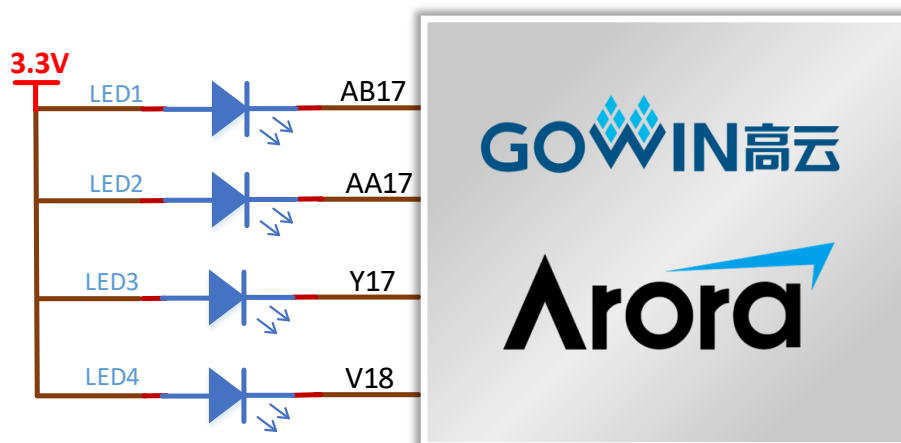 3.3V
LED1
AB17
LED2
AA17
LED3
Y17
LED4
V18
GOWIN高云
Arora